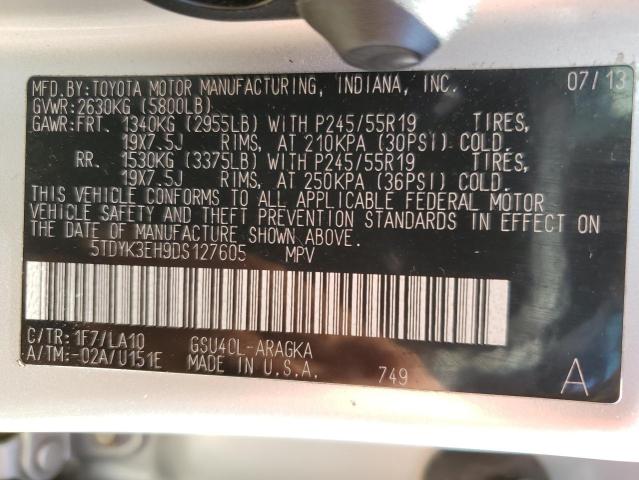 MFD.BY:TOYOTA MOTOR MANUFACTURING, INDIANA, INC. 07/13
GVWR:2630KG (5800LB)
GAWR:FRT. 1340KG (2955LB) WITH P245/55R19 TIRES,
19X7.5J RIMS, AT 210KPA (30PSI) COLD.
RR. 1530KG (3375LB) WITH P245/55R19 TIRES,
19X7.5J RIMS, AT 250KPA (36PSI) COLD.
THIS VEHICLE CONFORMS TO ALL APPLICABLE FEDERAL MOTOR
VEHICLE SAFETY AND THEFT PREVENTION STANDARDS IN EFFECT ON
THE DATE OF MANUFACTURE SHOWN ABOVE.
5TDYK3EH9DS127605 MPV
C/TR:1F7/LA10 GSU40L-ARAGKA
A/TM:-02A/U151E MADE IN U.S.A. 749 A